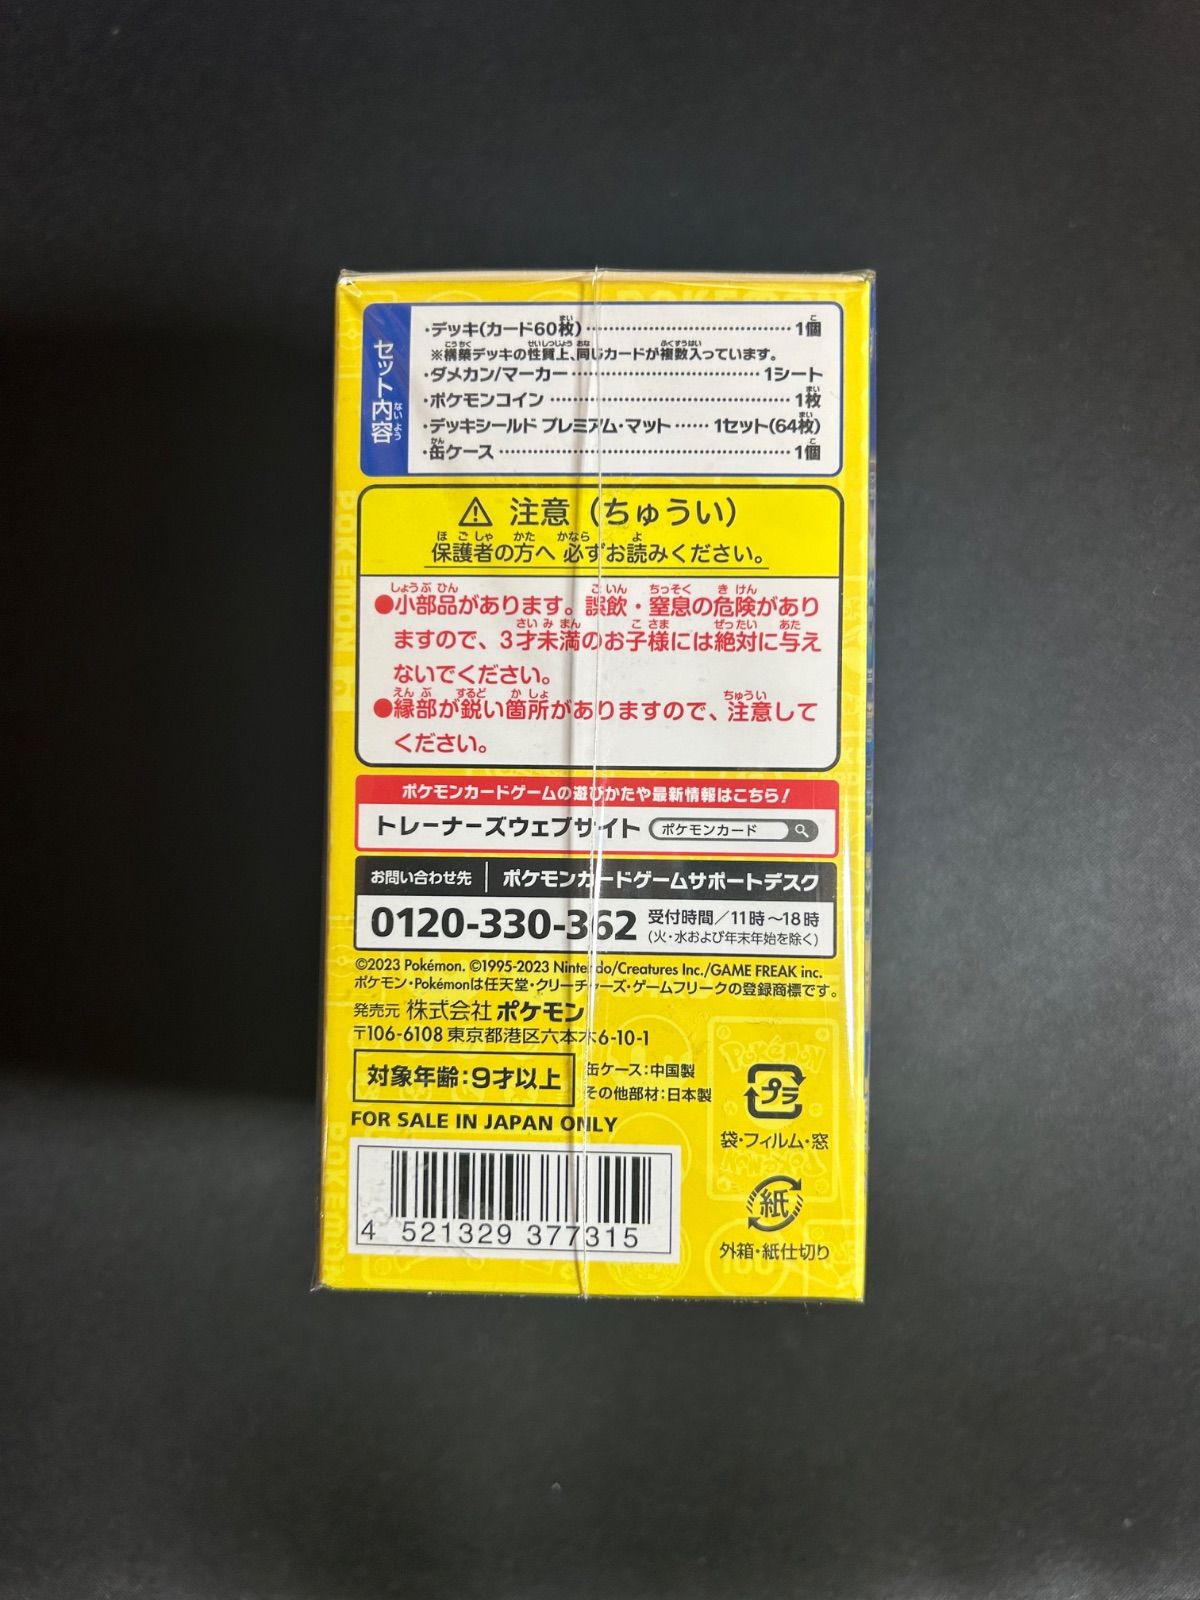 セット内容
ないよう
・デッキ(カード60枚)……1個
※構築デッキの性質上、同じカードが複数入っています。
・ダメカン/マーカー……1シート
・ポケモンコイン……1枚
・デッキシールド プレミアム・マット……1セット(64枚)
・缶ケース……1個
⚠ 注意(ちゅうい)
保護者の方へ 必ずお読みください。
●小部品があります。誤飲・窒息の危険があり
ますので、3才未満のお子様には絶対に与え
ないでください。
●縁部が鋭い箇所がありますので、注意して
ください。
ポケモンカードゲームの遊びかたや最新情報はこちら!
トレーナーズウェブサイト ポケモンカード
お問い合わせ先 ポケモンカードゲームサポートデスク
0120-330-362 受付時間/11時~18時
(火・水および年末年始を除く)
©2023 Pokémon. ©1995-2023 Nintendo/Creatures Inc./GAME FREAK inc.
ポケモン・Pokémonは任天堂・クリーチャーズ・ゲームフリークの登録商標です。
発売元 株式会社 ポケモン
〒106-6108 東京都港区六本木6-10-1
対象年齢:9才以上
缶ケース:中国製
その他部材:日本製
FOR SALE IN JAPAN ONLY
4 521329 377315
プラ
袋・フィルム・窓
紙
外箱・紙仕切り